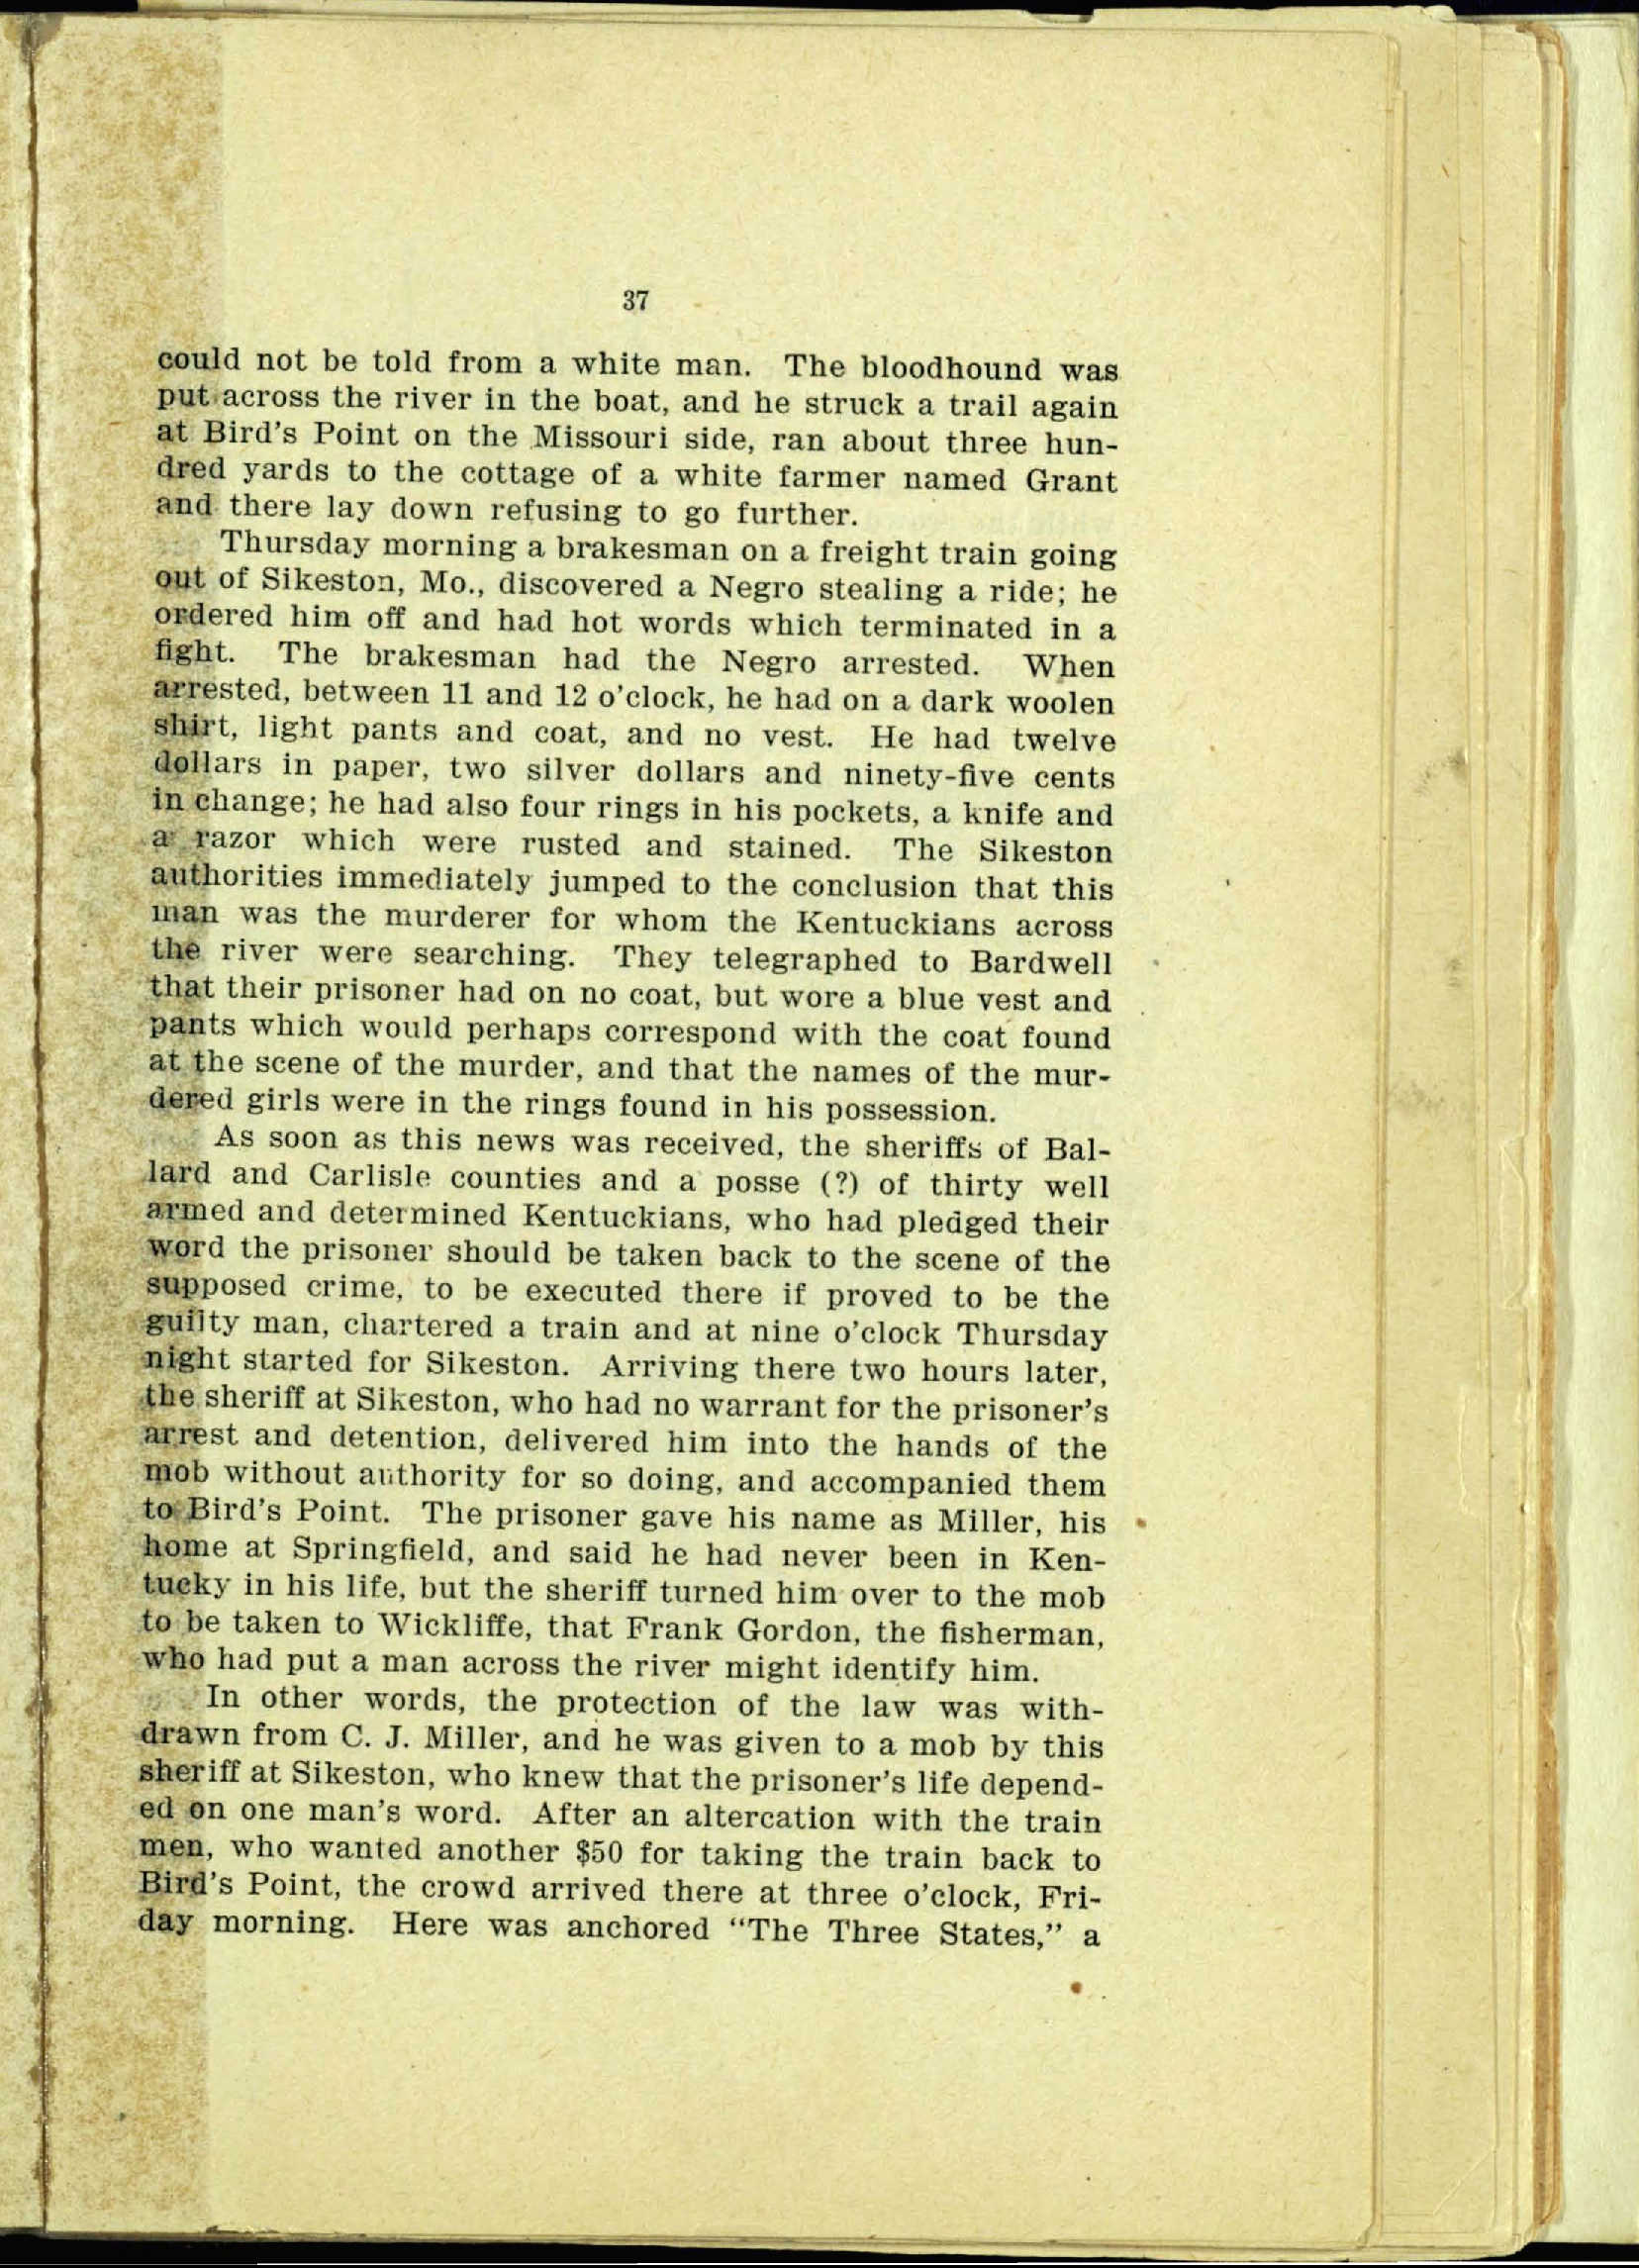 37
could not be told from a white man. The bloodhound was
put across the river in the boat, and he struck a trail again
at Bird's Point on the Missouri side, ran about three hun-
dred yards to the cottage of a white farmer named Grant
and there lay down refusing to go further.
Thursday morning a brakesman on a freight train going
out of Sikeston, Mo., discovered a Negro stealing a ride; he
ordered him off and had hot words which terminated in a
fight. The brakesman had the Negro arrested. When
arrested, between 11 and 12 o'clock, he had on a dark woolen
shirt, light pants and coat, and no vest. He had twelve
dollars in paper, two silver dollars and ninety-five cents
in change; he had also four rings in his pockets, a knife and
a razor which were rusted and stained. The Sikeston
authorities immediately jumped to the conclusion that this
man was the murderer for whom the Kentuckians across
the river were searching. They telegraphed to Bardwell
that their prisoner had on no coat, but wore a blue vest and
pants which would perhaps correspond with the coat found
at the scene of the murder, and that the names of the mur-
dered girls were in the rings found in his possession.
As soon as this news was received, the sheriffs of Bal-
lard and Carlisle counties and a posse (?) of thirty well
armed and determined Kentuckians, who had pledged their
word the prisoner should be taken back to the scene of the
supposed crime, to be executed there if proved to be the
guilty man, chartered a train and at nine o'clock Thursday
night started for Sikeston. Arriving there two hours later,
the sheriff at Sikeston, who had no warrant for the prisoner's
arrest and detention, delivered him into the hands of the
mob without authority for so doing, and accompanied them
to Bird's Point. The prisoner gave his name as Miller, his
home at Springfield, and said he had never been in Ken-
tucky in his life, but the sheriff turned him over to the mob
to be taken to Wickliffe, that Frank Gordon, the fisherman,
who had put a man across the river might identify him.
In other words, the protection of the law was with-
drawn from C. J. Miller, and he was given to a mob by this
sheriff at Sikeston, who knew that the prisoner's life depend-
ed on one man's word. After an altercation with the train
men, who wanted another $50 for taking the train back to
Bird's Point, the crowd arrived there at three o'clock, Fri-
day morning. Here was anchored "The Three States," a